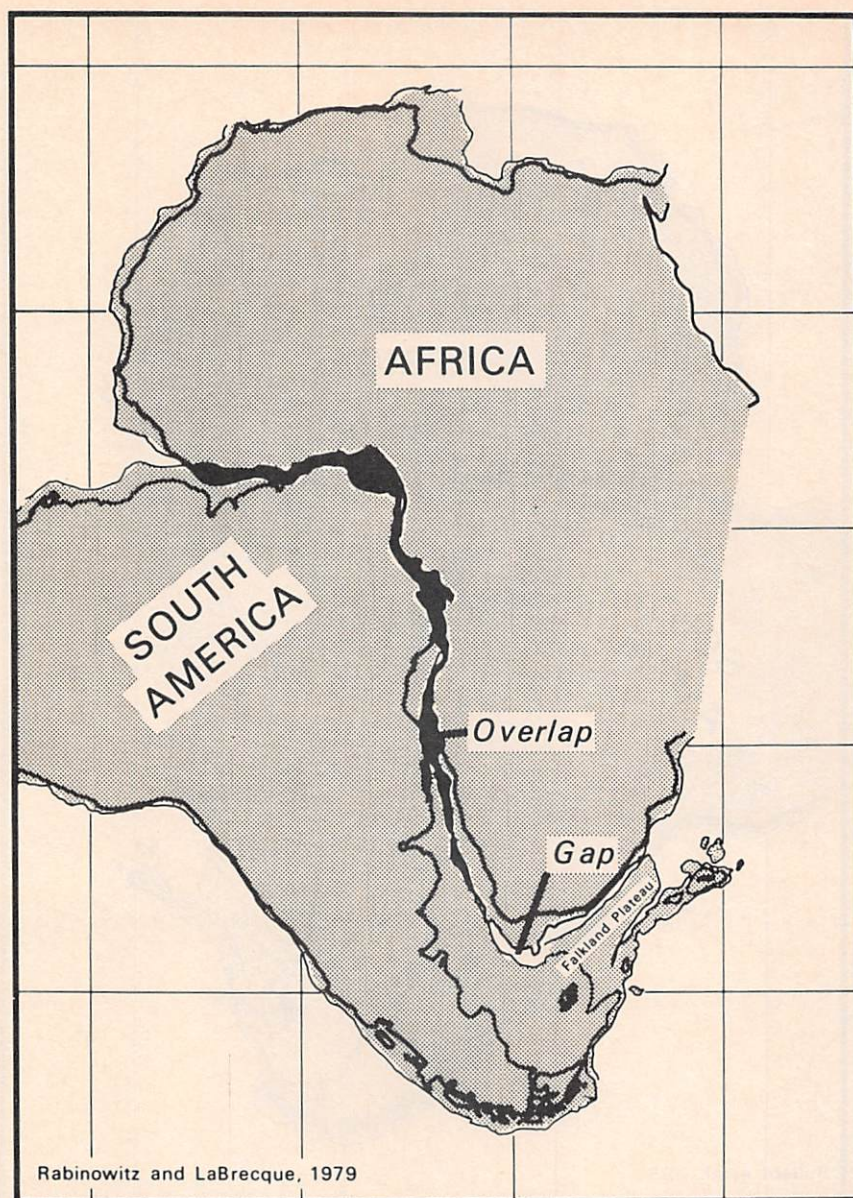 AFRICA
SOUTH
AMERICA
Overlap
Gap
Falkland Plateau
Rabinowitz and LaBrecque, 1979